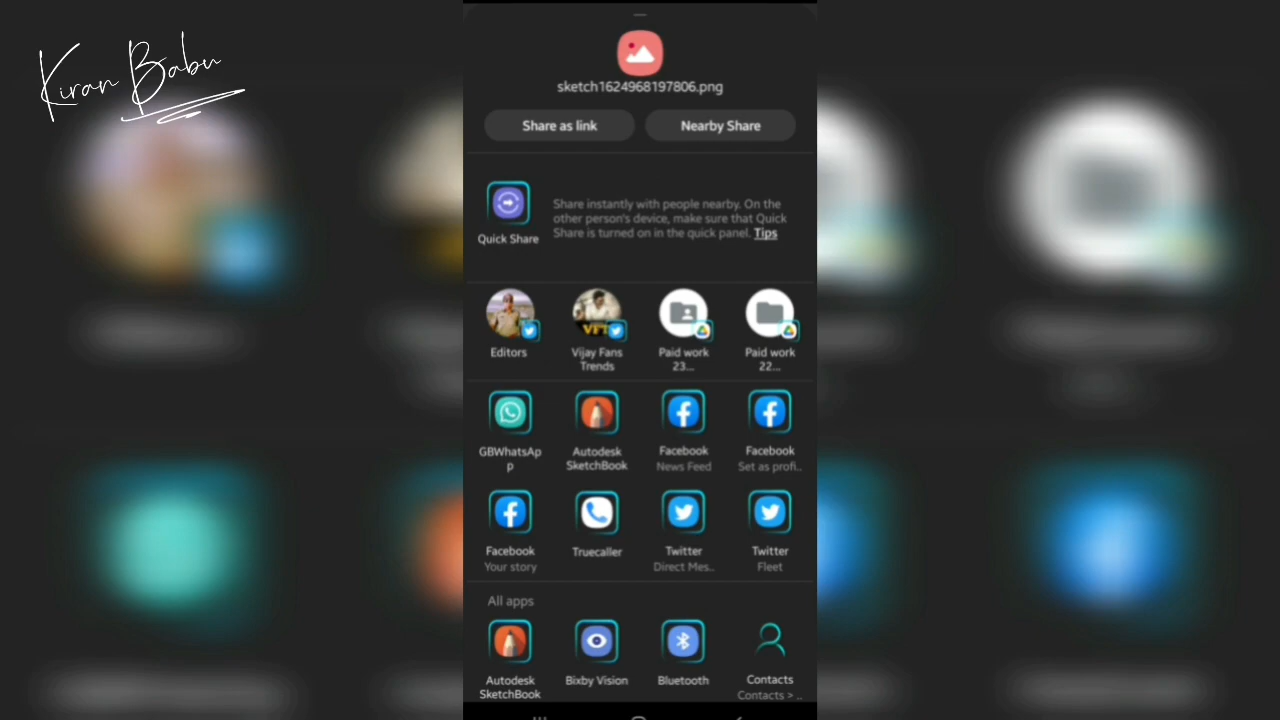 Kiran Babu
sketch1624968197806.png
Share as link
Nearby Share
Quick Share
Share instantly with people nearby. On the
other person's device, make sure that Quick
Share is turned on in the quick panel. Tips
Editors
VFT
Vijay Fans
Trends
Paid work
23...
Paid work
22...
GBWhatsAp
p
Autodesk
SketchBook
Facebook
News Feed
Facebook
Set as profi..
Facebook
Your story
Truecaller
Twitter
Direct Mes..
Twitter
Fleet
All apps
Autodesk
SketchBook
Bixby Vision
Bluetooth
Contacts
Contacts > ..